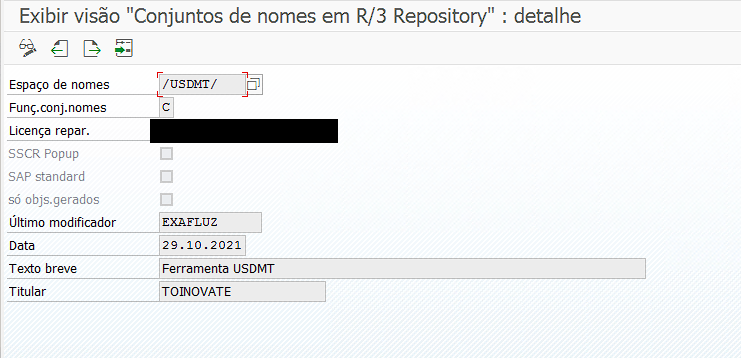 Exibir visão "Conjuntos de nomes em R/3 Repository" : detalhe
Espaço de nomes /USDMT/
Funç.conj.nomes C
Licença repar.
SSCR Popup
SAP standard
só objs.gerados
Último modificador EXAFLUZ
Data 29.10.2021
Texto breve Ferramenta USDMT
Titular TOINOVATE